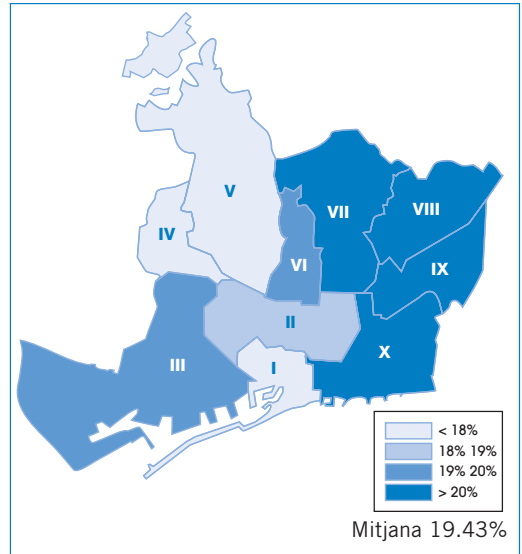 V
VII
VIII
IV
VI
IX
II
III
I
X
< 18%
18% 19%
19% 20%
> 20%
Mitjana 19.43%